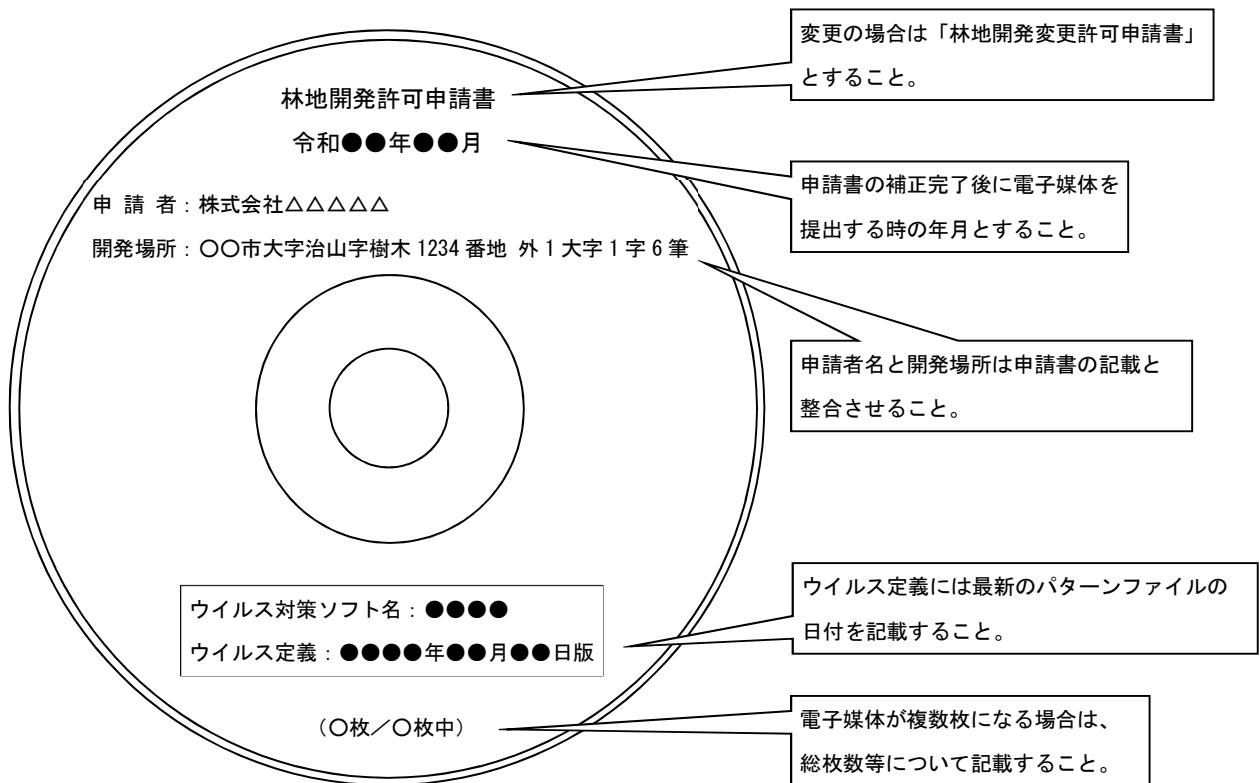 変更の場合は「林地開発変更許可申請書」
とすること。
林地開発許可申請書
令和●●年●●月
申請書の補正完了後に電子媒体を
提出する時の年月とすること。
申 請 者：株式会社△△△△△
開発場所：〇〇市大字治山字樹木 1234 番地 外 1 大字 1 字 6 筆
申請者名と開発場所は申請書の記載と
整合させること。
ウイルス対策ソフト名：●●●●
ウイルス定義：●●●●年●●月●●日版
ウイルス定義には最新のパターンファイルの
日付を記載すること。
（〇枚／〇枚中）
電子媒体が複数枚になる場合は、
総枚数等について記載すること。